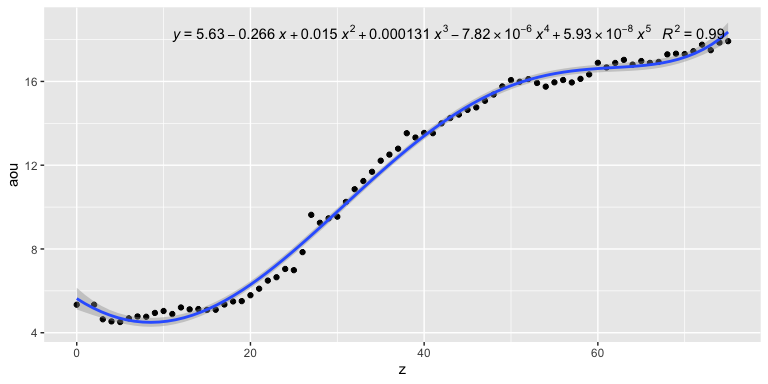 y = 5.63 − 0.266 x + 0.015 x² + 0.000131 x³ − 7.82 × 10⁻⁶ x⁴ + 5.93 × 10⁻⁸ x⁵   R² = 0.99
16
12
8
4
aou
0 20 40 60
z